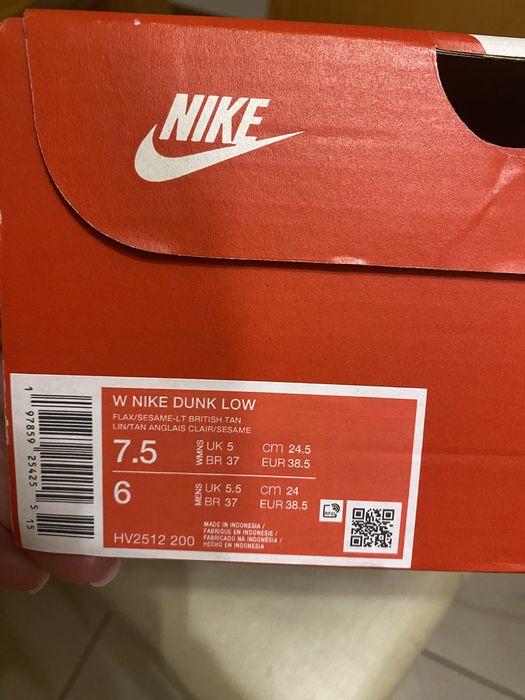 NIKE
W NIKE DUNK LOW
FLAX/SESAME-LT BRITISH TAN
LIN/TAN ANGLAIS CLAIR/SESAME
7.5 WMNS UK 5 cm 24.5
BR 37 EUR 38.5
6 MENS UK 5.5 cm 24
BR 37 EUR 38.5
HV2512 200
MADE IN INDONESIA /
FABRIQUE EN INDONESIE /
FABRICADO NA INDONÉSIA /
HECHO EN INDONESIA
1 97859 25425 5 15